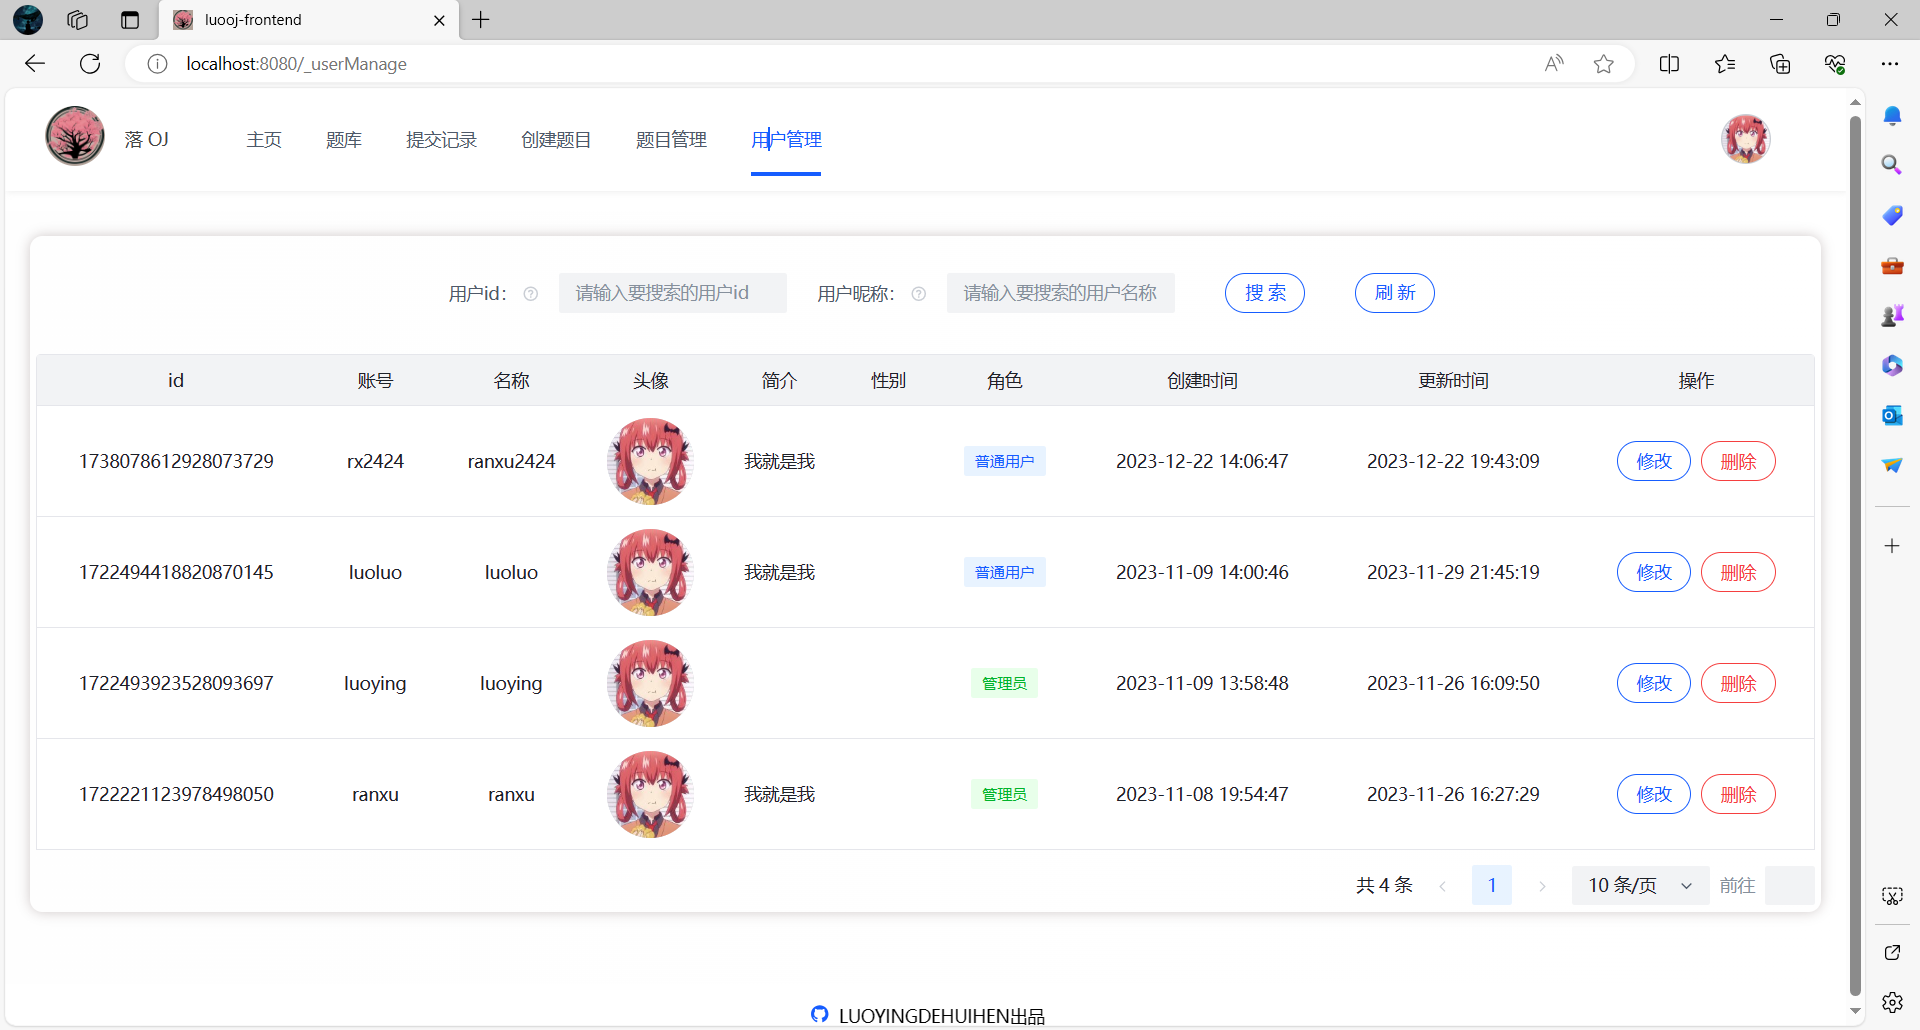 luooj-frontend
localhost:8080/_userManage
落 OJ 主页 题库 提交记录 创建题目 题目管理 用户管理
用户id: 请输入要搜索的用户id 用户昵称: 请输入要搜索的用户名称 搜 索 刷 新
id 账号 名称 头像 简介 性别 角色 创建时间 更新时间 操作
1738078612928073729 rx2424 ranxu2424 我就是我 普通用户 2023-12-22 14:06:47 2023-12-22 19:43:09 修改 删除
1722494418820870145 luoluo luoluo 我就是我 普通用户 2023-11-09 14:00:46 2023-11-29 21:45:19 修改 删除
1722493923528093697 luoying luoying 管理员 2023-11-09 13:58:48 2023-11-26 16:09:50 修改 删除
1722221123978498050 ranxu ranxu 我就是我 管理员 2023-11-08 19:54:47 2023-11-26 16:27:29 修改 删除
共 4 条 1 10 条/页 前往
LUOYINGDEHUIHEN出品